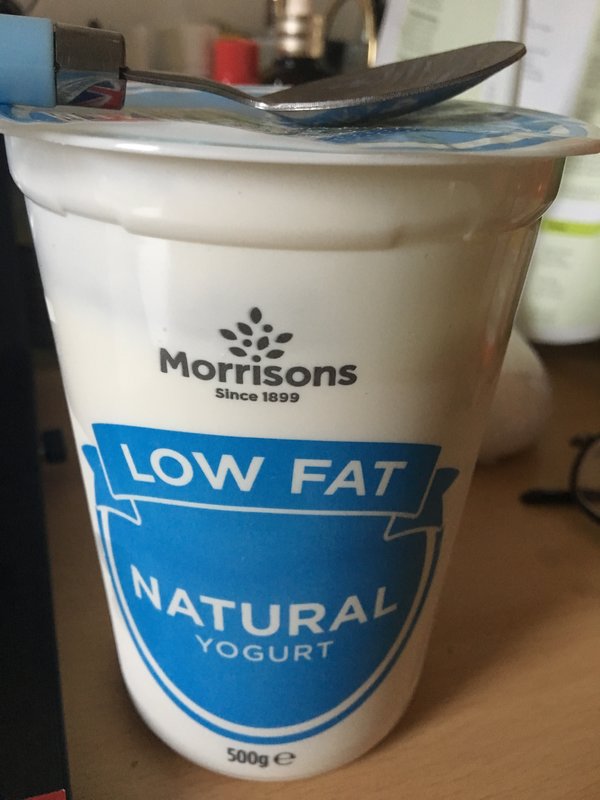 Morrisons
Since 1899
LOW FAT
NATURAL
YOGURT
500g ℮